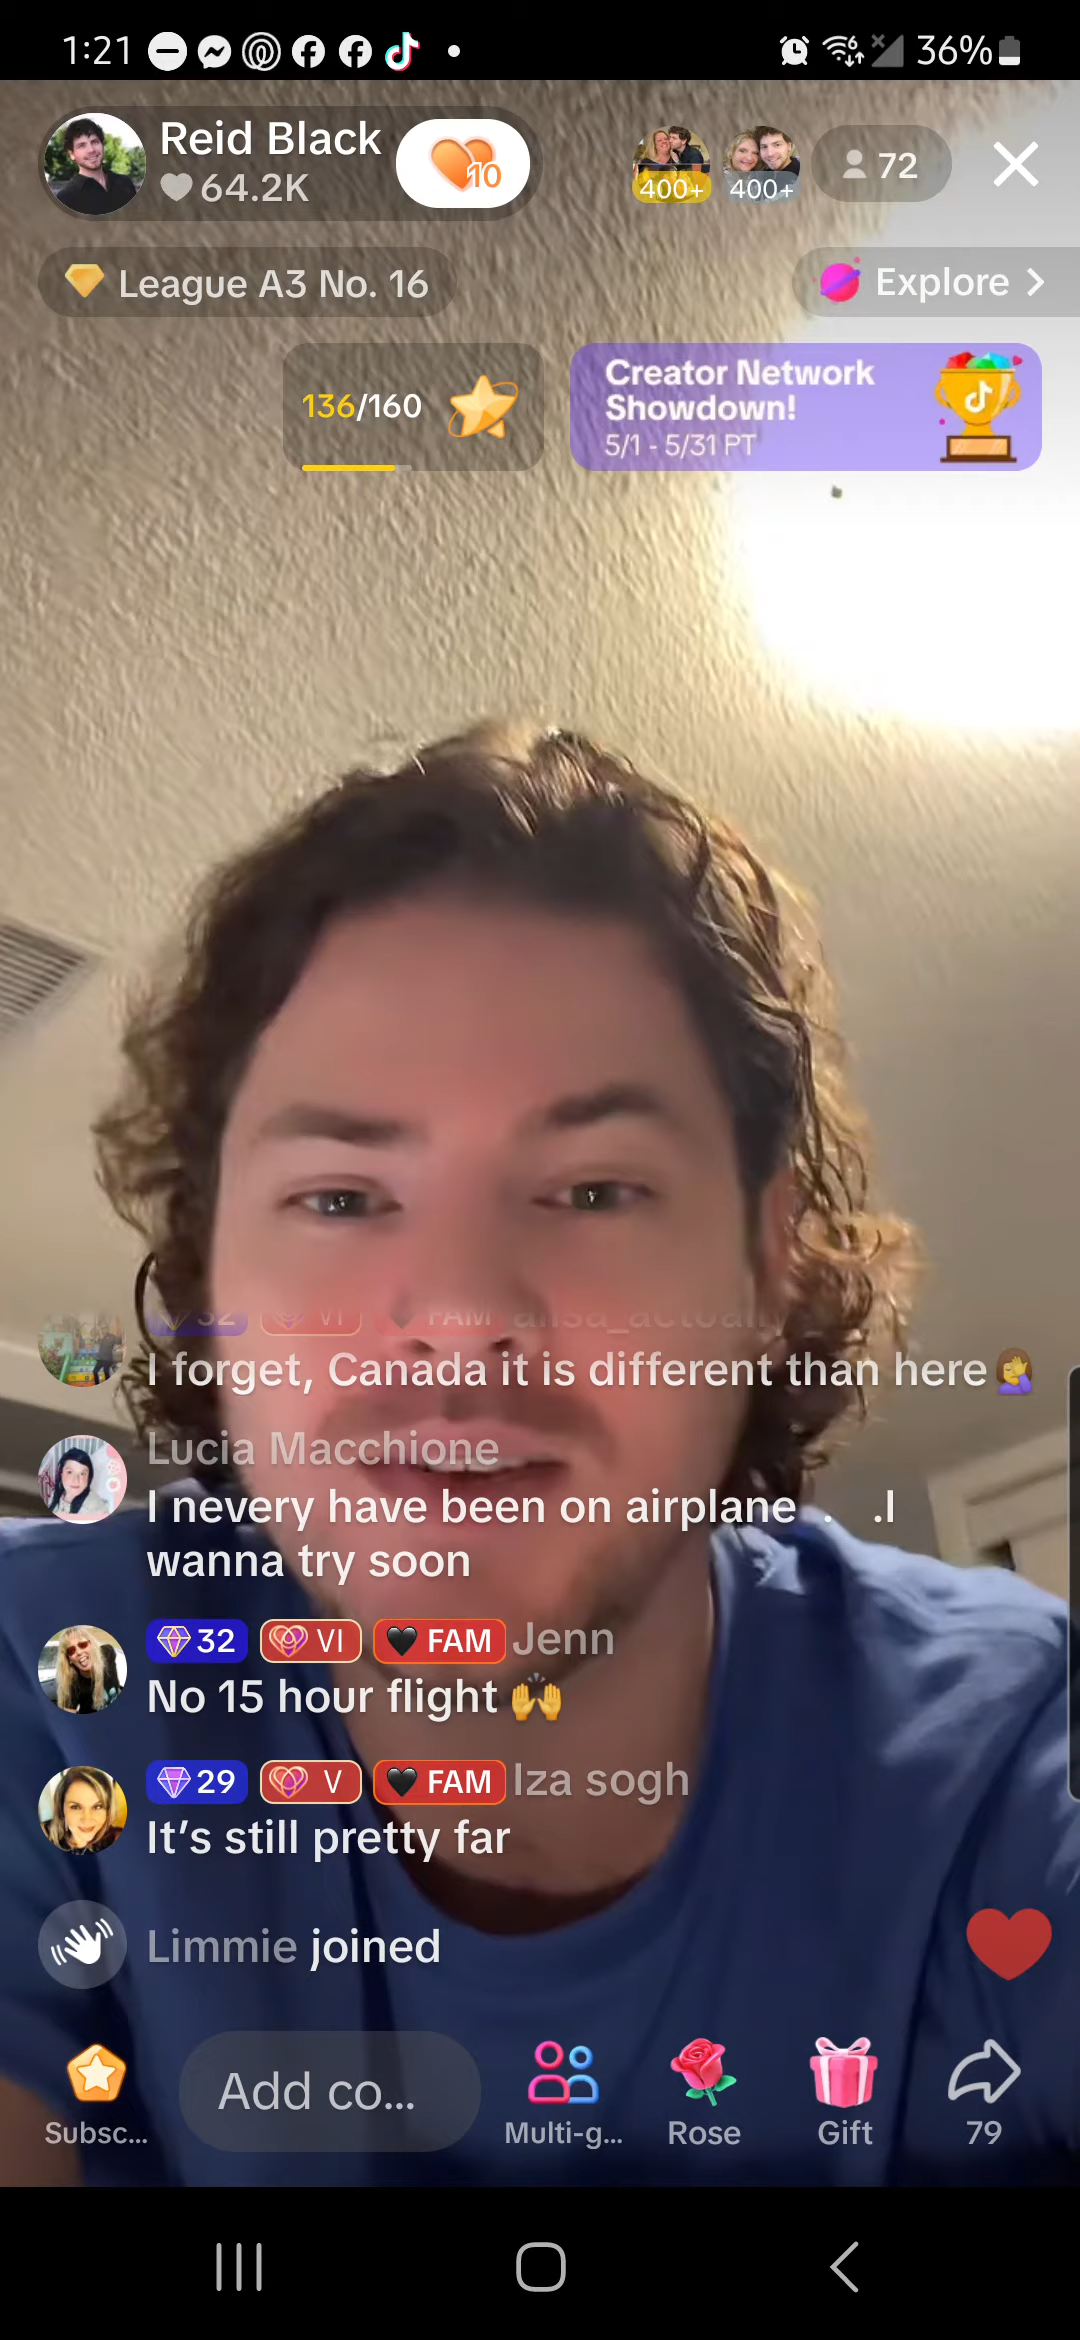 1:21
36%
Reid Black
64.2K
10
400+
400+
72
League A3 No. 16
Explore
136/160
Creator Network
Showdown!
5/1 - 5/31 PT
32 VI FAM
I forget, Canada it is different than here🤦‍♀️
Lucia Macchione
I nevery have been on airplane . .I
wanna try soon
32 VI FAM Jenn
No 15 hour flight 🙌
29 V FAM Iza sogh
It's still pretty far
Limmie joined
Subsc...
Add co...
Multi-g...
Rose
Gift
79